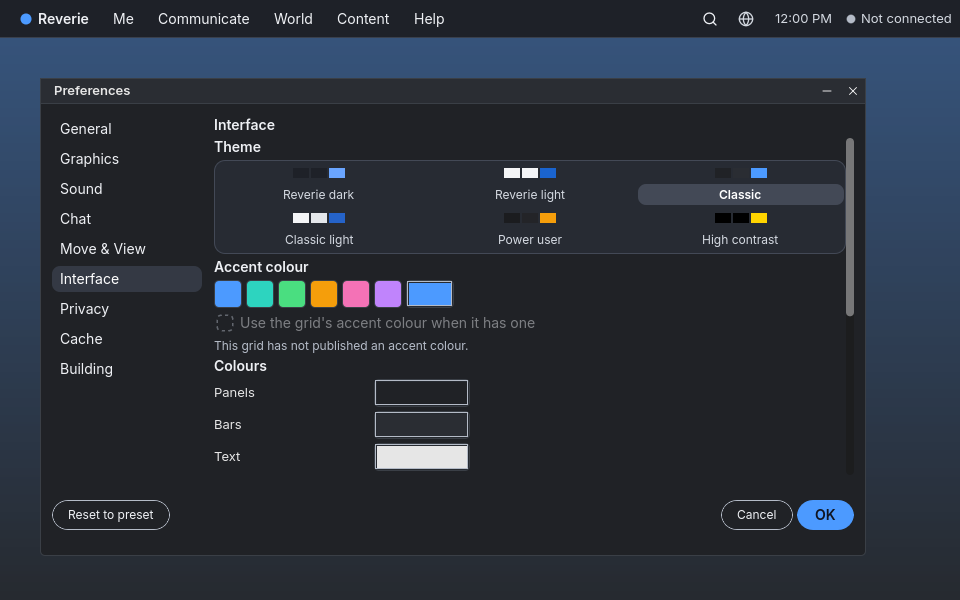 Reverie Me Communicate World Content Help 12:00 PM Not connected
Preferences
General
Graphics
Sound
Chat
Move & View
Interface
Privacy
Cache
Building
Interface
Theme
Reverie dark Reverie light Classic
Classic light Power user High contrast
Accent colour
Use the grid's accent colour when it has one
This grid has not published an accent colour.
Colours
Panels
Bars
Text
Reset to preset Cancel OK